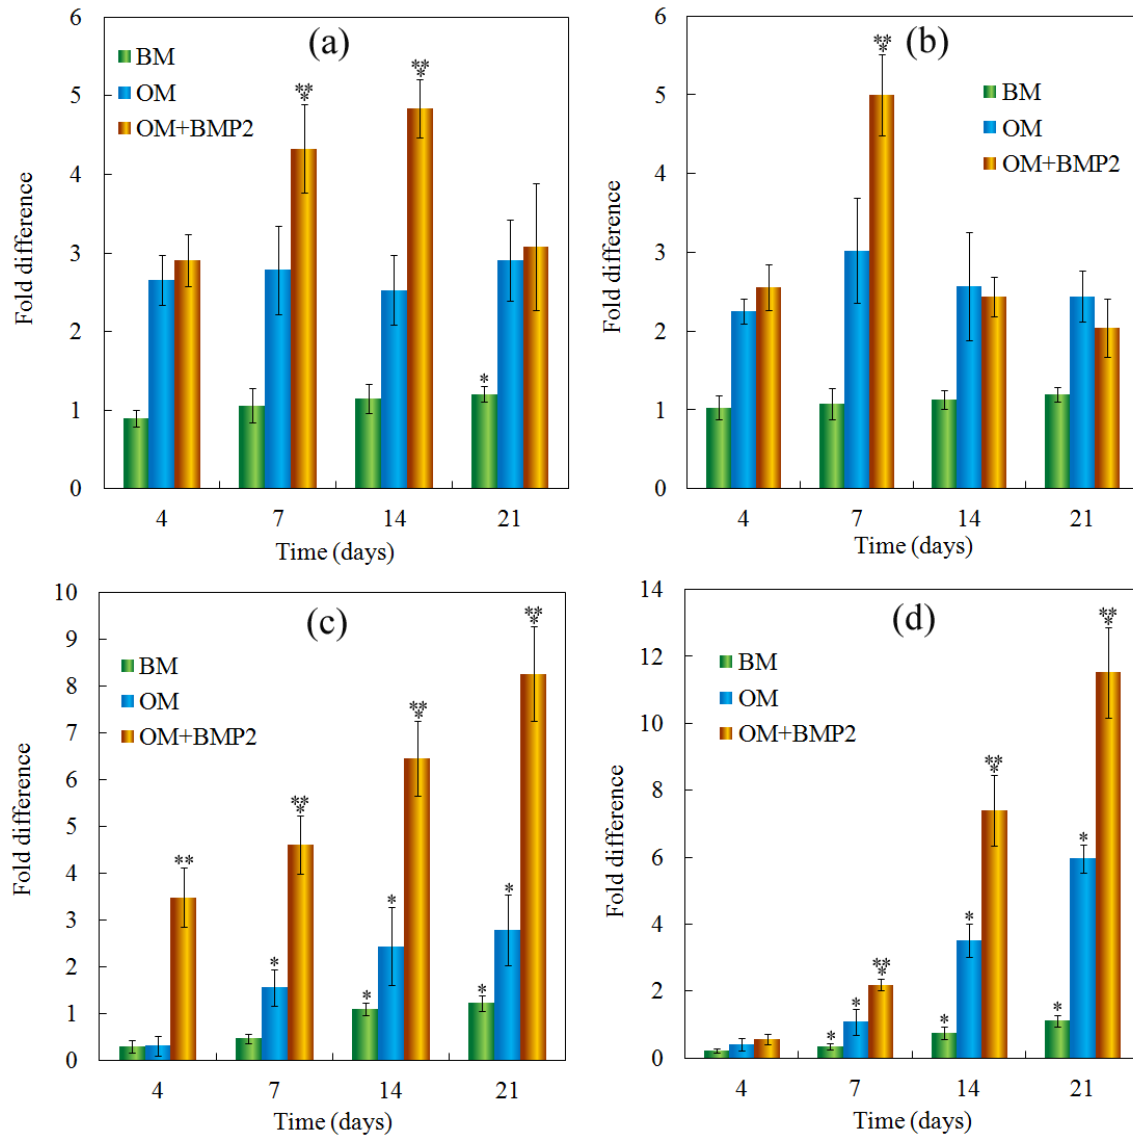 (a)
BM
OM
OM+BMP2
Fold difference
6
5
4
3
2
1
0
** *
** *
*
4 7 14 21
Time (days)
(b)
BM
OM
OM+BMP2
Fold difference
6
5
4
3
2
1
0
** *
4 7 14 21
Time (days)
(c)
BM
OM
OM+BMP2
Fold difference
10
9
8
7
6
5
4
3
2
1
0
**
*
** *
*
*
** *
*
*
** *
4 7 14 21
Time (days)
(d)
BM
OM
OM+BMP2
Fold difference
14
12
10
8
6
4
2
0
*
*
** *
*
*
** *
*
*
** *
4 7 14 21
Time (days)